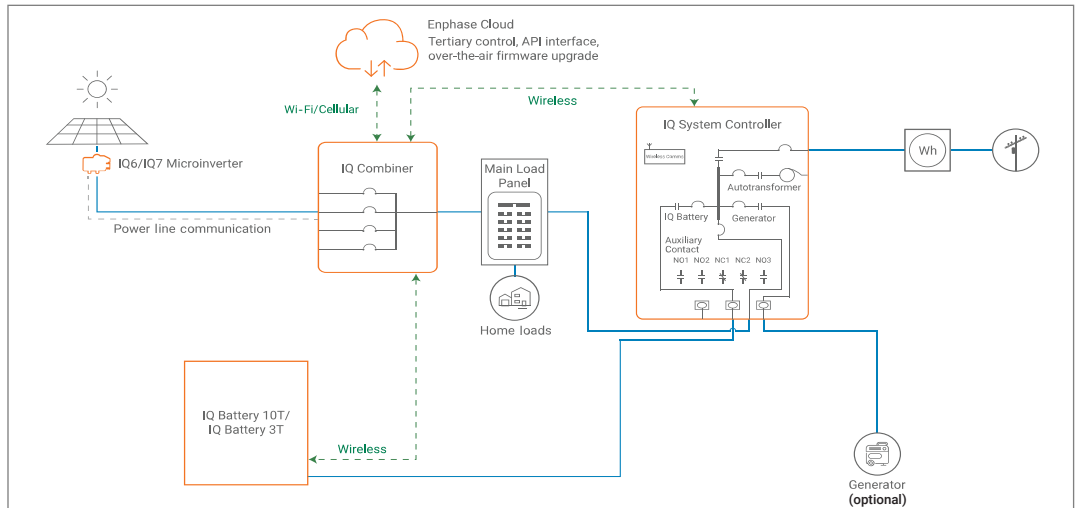 Enphase Cloud
Tertiary control, API interface,
over-the-air firmware upgrade
Wi-Fi/Cellular
Wireless
IQ6/IQ7 Microinverter
Power line communication
IQ Combiner
Main Load
Panel
Home loads
IQ System Controller
Wireless Comms
Autotransformer
IQ Battery
Generator
Auxiliary
Contact
NO1 NO2 NC1 NC2 NO3
Wh
IQ Battery 10T/
IQ Battery 3T
Wireless
Generator
(optional)